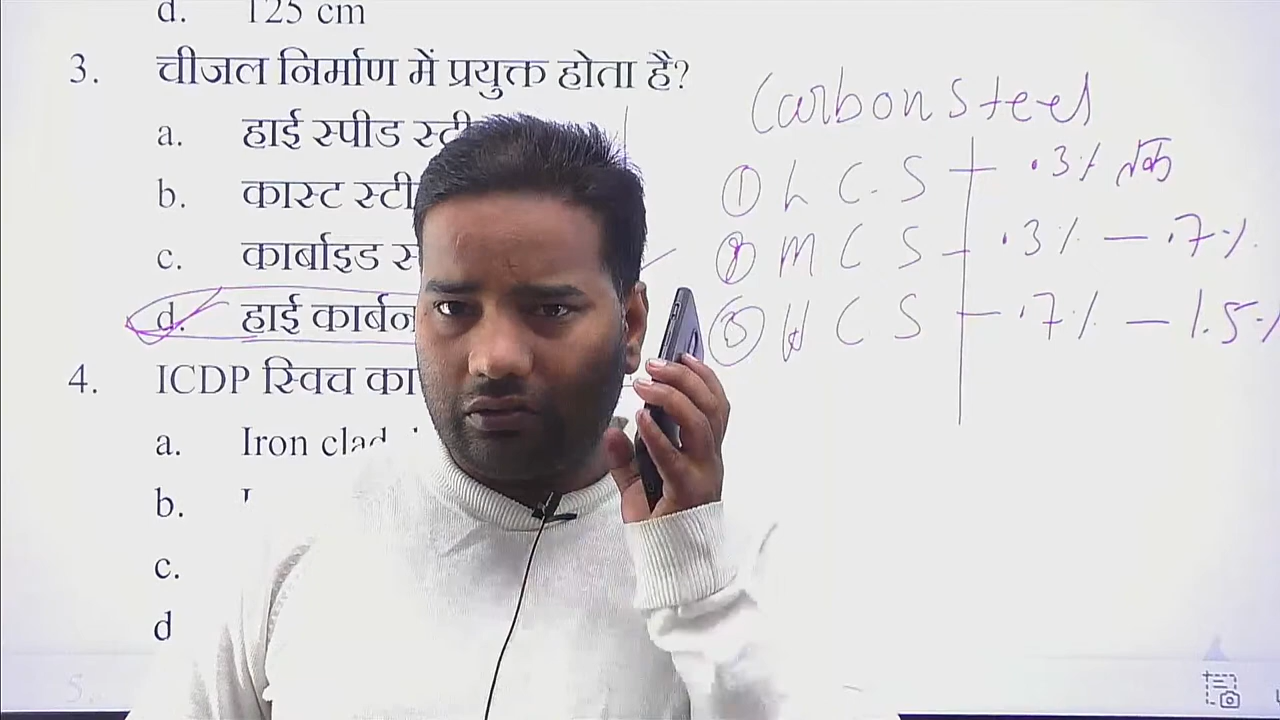 d. 125 cm
3. चीजल निर्माण में प्रयुक्त होता है?
a. हाई स्पीड
b. कास्ट
c. कार्बाइड
d. हाई कार्बन
4. ICDP स्विच
a. Iron clad
b.
c.
d
5.
Carbon Steel
① L C S .3% तक
② M C S .3% — .7%
③ H C S .7% — 1.5%